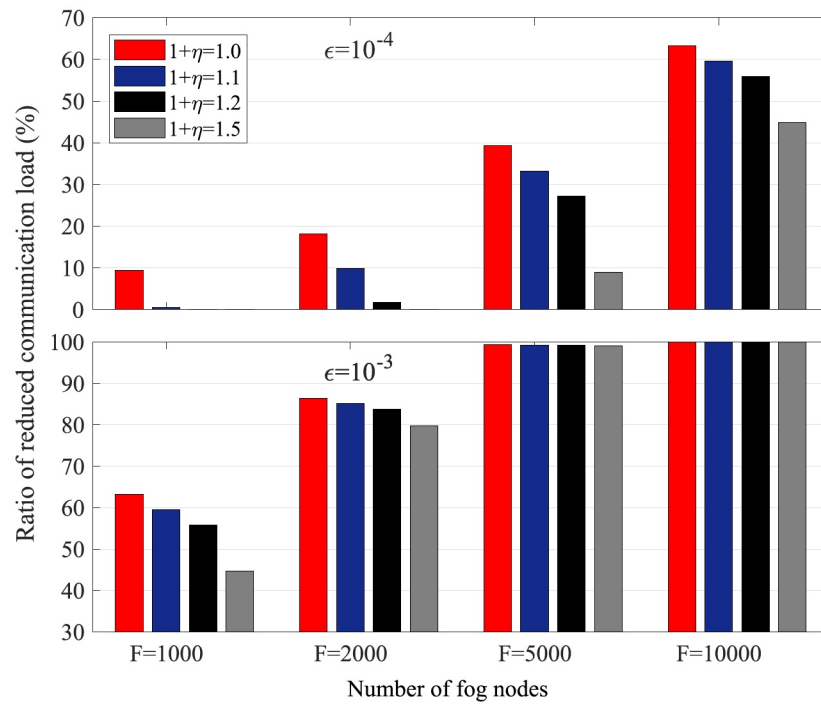 70
60
50
40
30
20
10
0
1+η=1.0
1+η=1.1
1+η=1.2
1+η=1.5
ϵ=10⁻⁴
Ratio of reduced communication load (%)
100
90
80
70
60
50
40
30
ϵ=10⁻³
F=1000 F=2000 F=5000 F=10000
Number of fog nodes